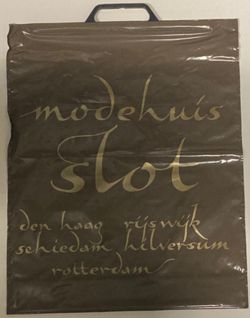 modehuis
slot
den haag rijswijk
schiedam hilversum
rotterdam